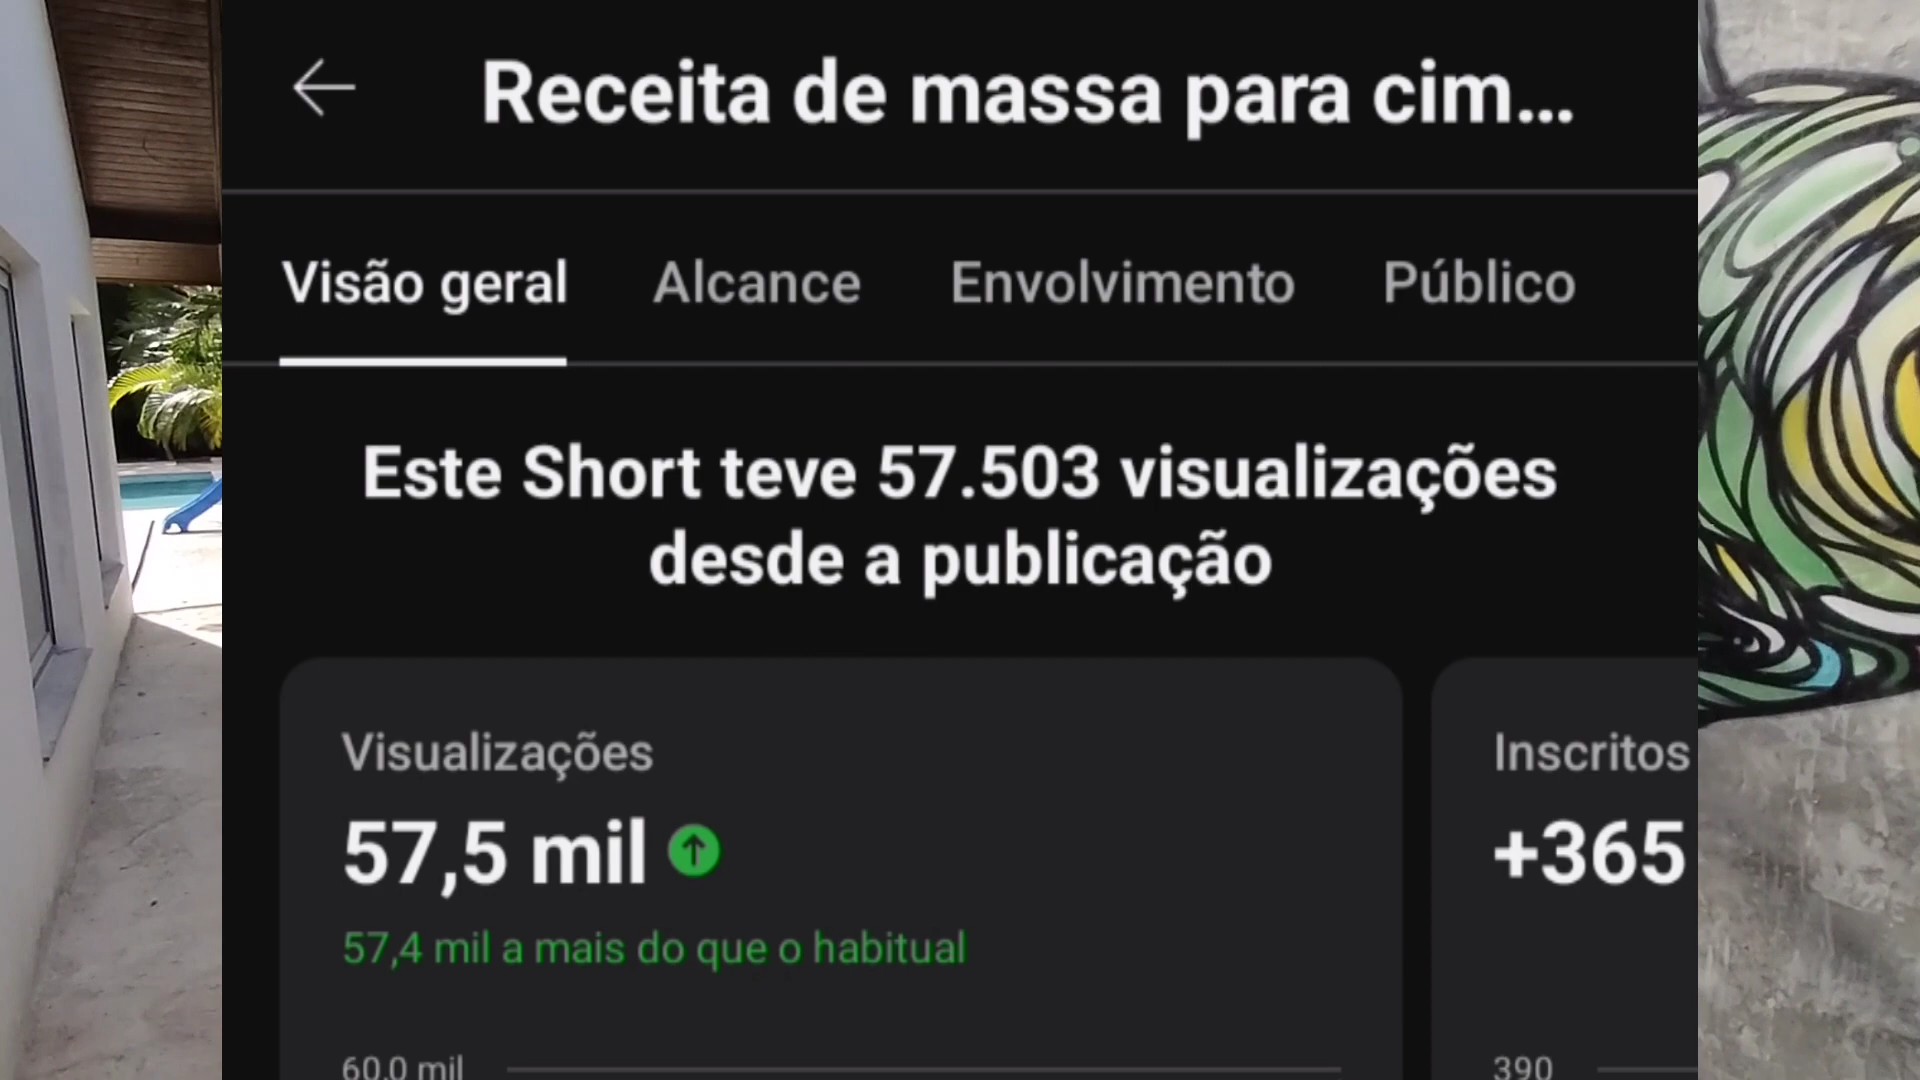 Receita de massa para cim...
Visão geral Alcance Envolvimento Público
Este Short teve 57.503 visualizações
desde a publicação
Visualizações
57,5 mil
57,4 mil a mais do que o habitual
60,0 mil
Inscritos
+365
390